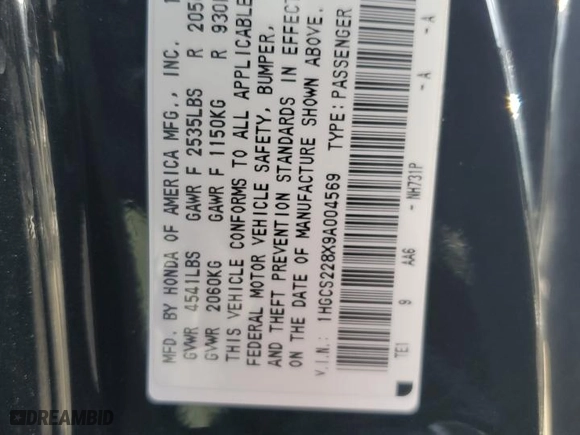 MFD. BY HONDA OF AMERICA MFG., INC.
GVWR 4541LBS GAWR F 2535LBS R 205
GVWR 2060KG GAWR F 1150KG R 930
THIS VEHICLE CONFORMS TO ALL APPLICABLE
FEDERAL MOTOR VEHICLE SAFETY, BUMPER,
AND THEFT PREVENTION STANDARDS IN EFFECT
ON THE DATE OF MANUFACTURE SHOWN ABOVE.
V.I.N.: 1HGCS228X9A004569 TYPE: PASSENGER
TE1 9 AA6 - NH731P - A - A
DREAMBID